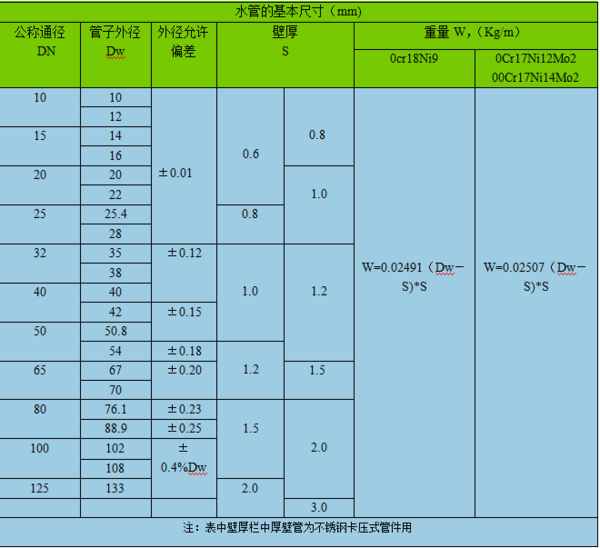 水管的基本尺寸（mm)
公称通径 管子外径 外径允许 壁厚 重量 W，（Kg/m）
DN Dw 偏差 S 0cr18Ni9 0Cr17Ni12Mo2
00Cr17Ni14Mo2
10 10
12
15 14 0.8
16 0.6
20 20 ±0.01
22 1.0
25 25.4 0.8
28
32 35 ±0.12
38 W=0.02491（Dw－ W=0.02507（Dw－
S)*S S)*S
40 40 1.0 1.2
42 ±0.15
50 50.8
54 ±0.18
65 67 ±0.20 1.2 1.5
70
80 76.1 ±0.23
88.9 ±0.25 1.5
100 102 ± 2.0
108 0.4%Dw
125 133 2.0
3.0
注：表中壁厚栏中厚壁管为不锈钢卡压式管件用